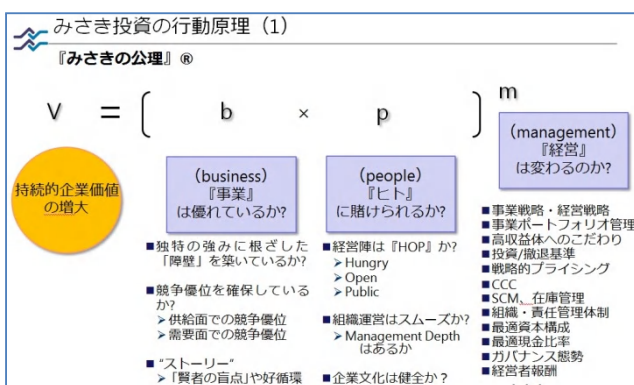 みさき投資の行動原理（1）
『みさきの公理』®
V = ( b × p ) m
持続的企業価値
の増大
（business）
『事業』
は優れているか?
（people）
『ヒト』
に賭けられるか?
（management）
『経営』
は変わるのか?
■独特の強みに根ざした
「障壁」を築いているか?
■競争優位を確保している
か?
➢供給面での競争優位
➢需要面での競争優位
■“ストーリー”
➢「賢者の盲点」や好循環
■経営陣は『HOP』か?
➢Hungry
➢Open
➢Public
■組織運営はスムーズか?
➢Management Depth
はあるか
■企業文化は健全か？
■事業戦略・経営戦略
■事業ポートフォリオ管理
■高収益体へのこだわり
■投資/撤退基準
■戦略的プライシング
■CCC
■SCM、在庫管理
■組織・責任管理体制
■最適資本構成
■最適現金比率
■ガバナンス態勢
■経営者報酬